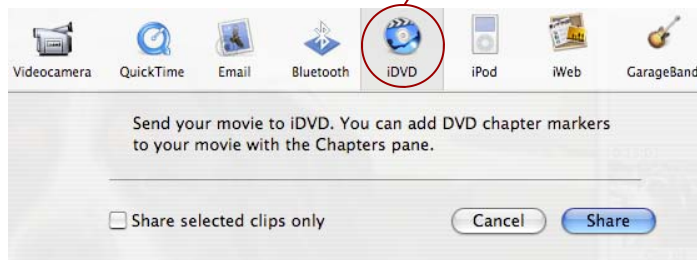 Videocamera QuickTime Email Bluetooth iDVD iPod iWeb GarageBand
Send your movie to iDVD. You can add DVD chapter markers
to your movie with the Chapters pane.
Share selected clips only Cancel Share